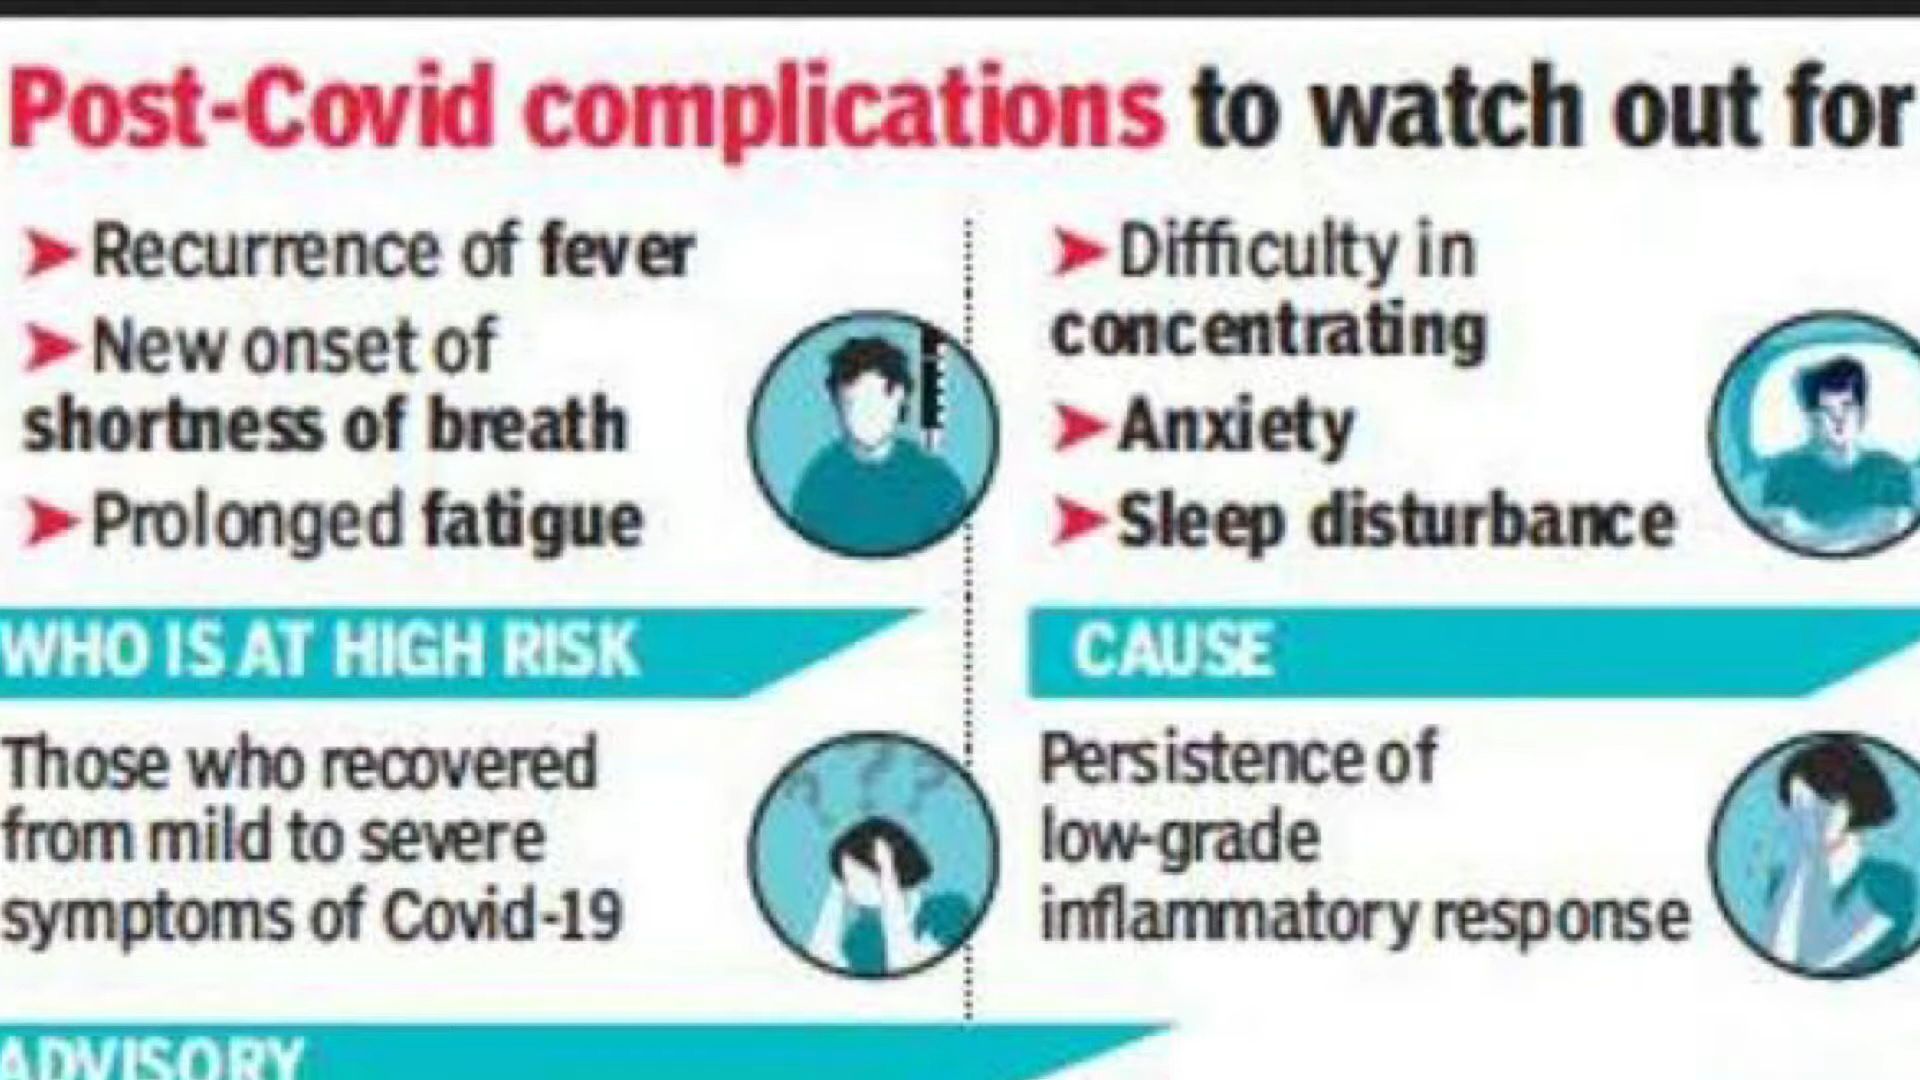 Post-Covid complications to watch out for
➤Recurrence of fever
➤New onset of
shortness of breath
➤Prolonged fatigue
➤Difficulty in
concentrating
➤Anxiety
➤Sleep disturbance
WHO IS AT HIGH RISK
Those who recovered
from mild to severe
symptoms of Covid-19
CAUSE
Persistence of
low-grade
inflammatory response
ADVISORY